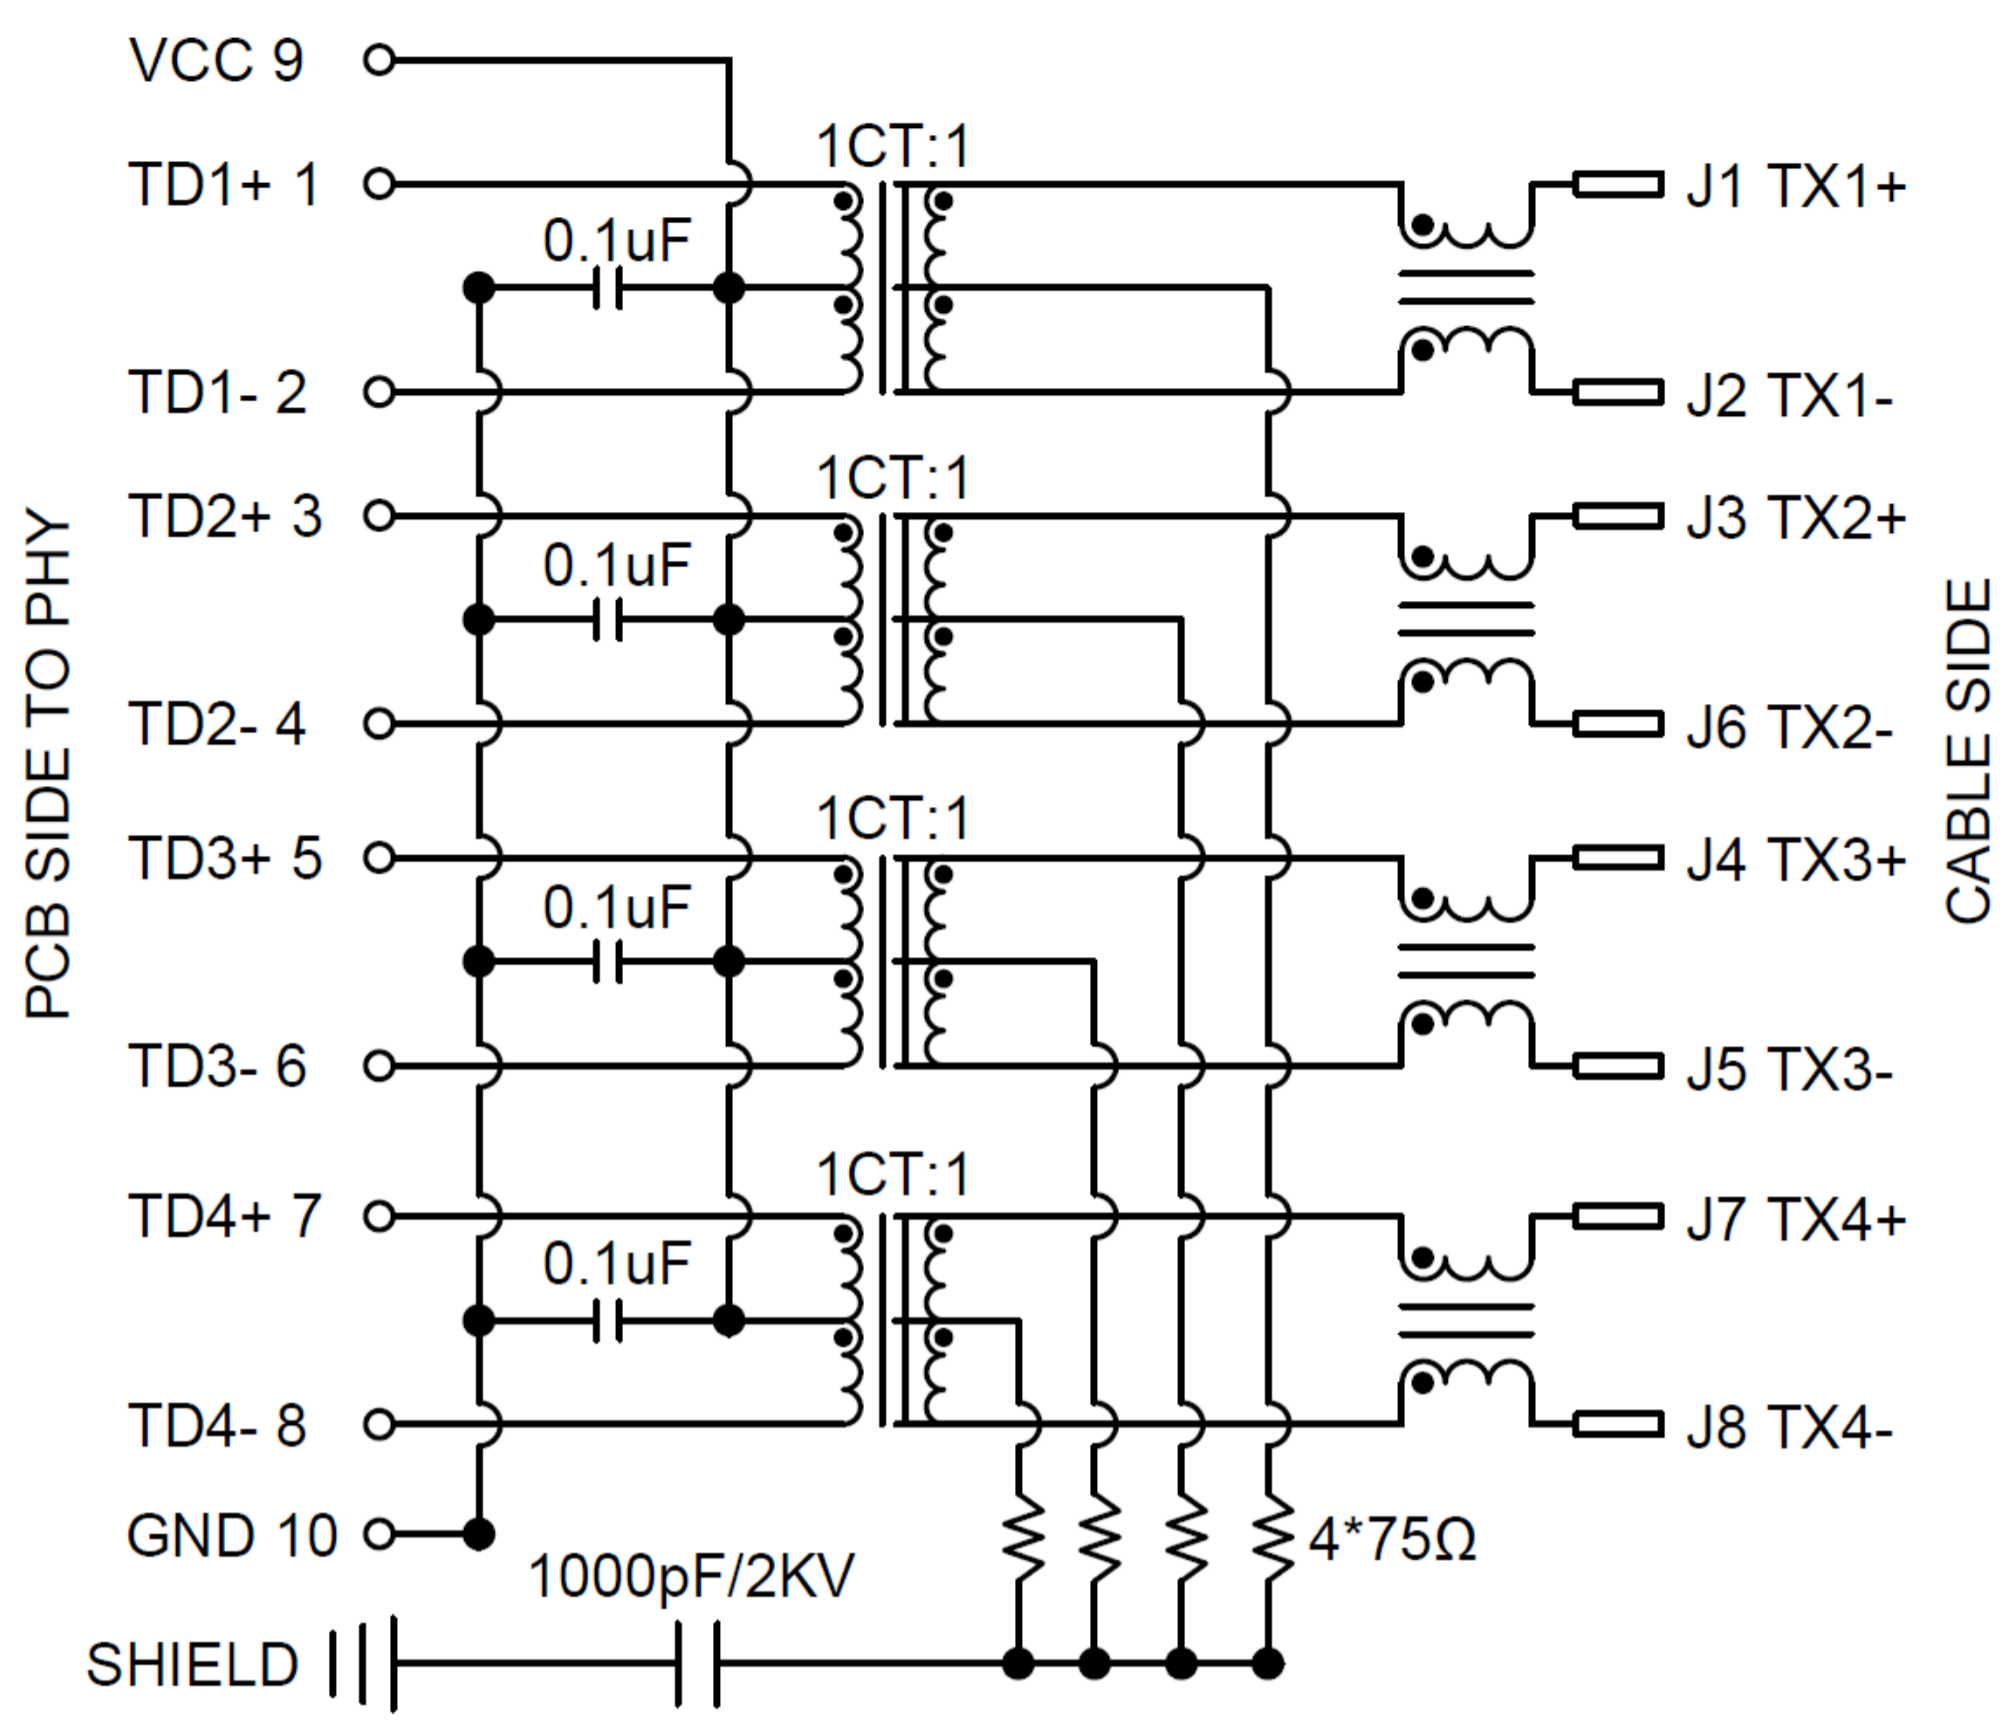 VCC 9
1CT:1
TD1+ 1
J1 TX1+
0.1uF
TD1- 2
J2 TX1-
1CT:1
TD2+ 3
J3 TX2+
0.1uF
PCB SIDE TO PHY
CABLE SIDE
TD2- 4
J6 TX2-
1CT:1
TD3+ 5
J4 TX3+
0.1uF
TD3- 6
J5 TX3-
1CT:1
TD4+ 7
J7 TX4+
0.1uF
TD4- 8
J8 TX4-
GND 10
4*75Ω
1000pF/2KV
SHIELD